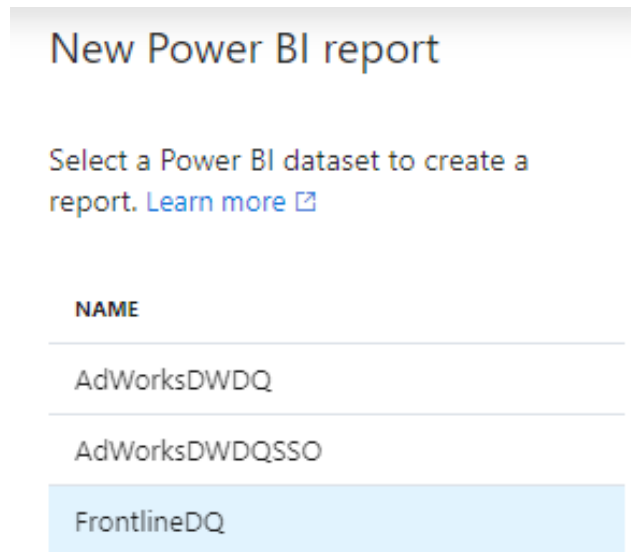 New Power BI report
Select a Power BI dataset to create a
report. Learn more
NAME
AdWorksDWDQ
AdWorksDWDQSSO
FrontlineDQ